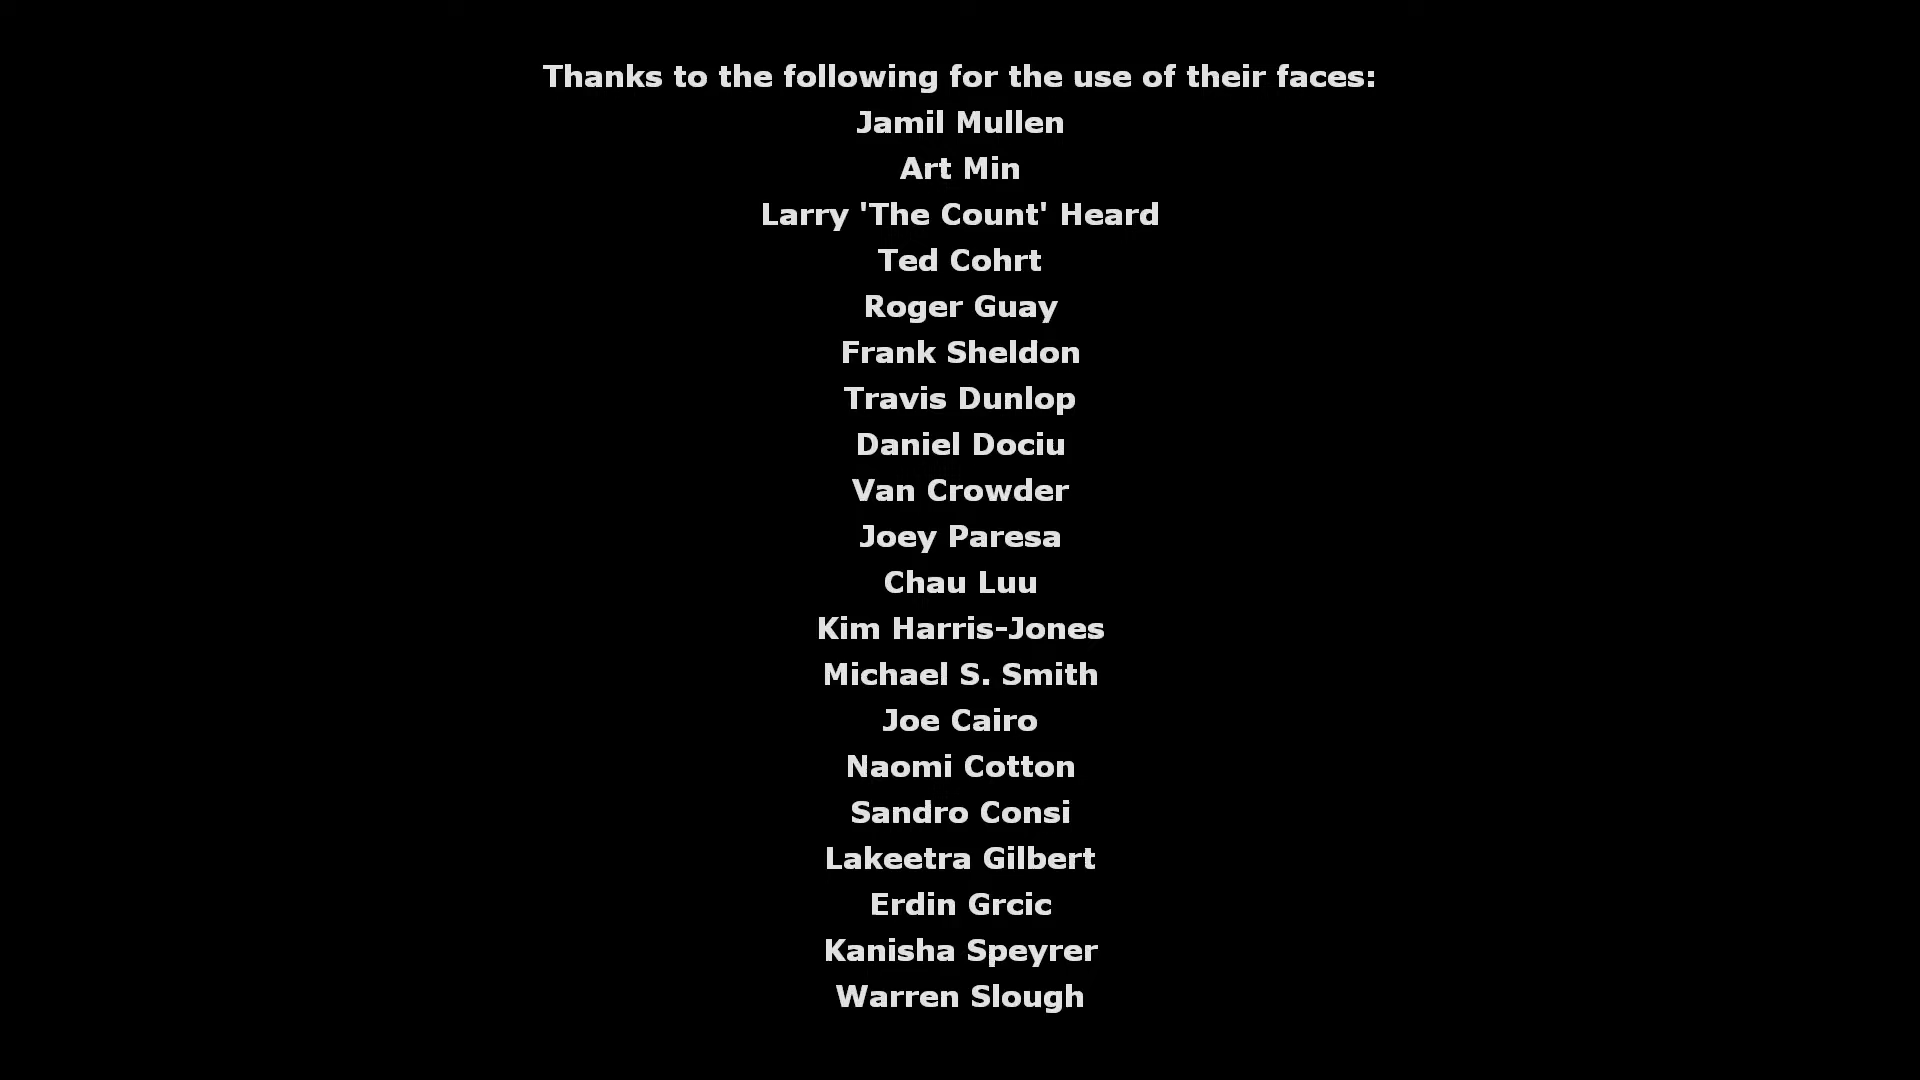 Thanks to the following for the use of their faces:
Jamil Mullen
Art Min
Larry 'The Count' Heard
Ted Cohrt
Roger Guay
Frank Sheldon
Travis Dunlop
Daniel Dociu
Van Crowder
Joey Paresa
Chau Luu
Kim Harris-Jones
Michael S. Smith
Joe Cairo
Naomi Cotton
Sandro Consi
Lakeetra Gilbert
Erdin Grcic
Kanisha Speyrer
Warren Slough